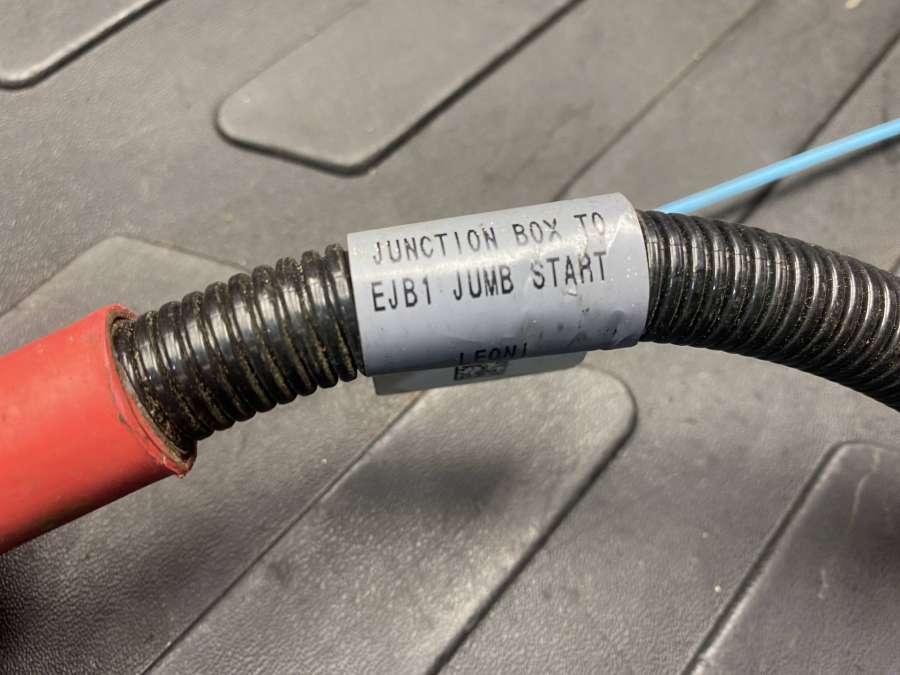 JUNCTION BOX TO
EJB1 JUMB START
LEONI